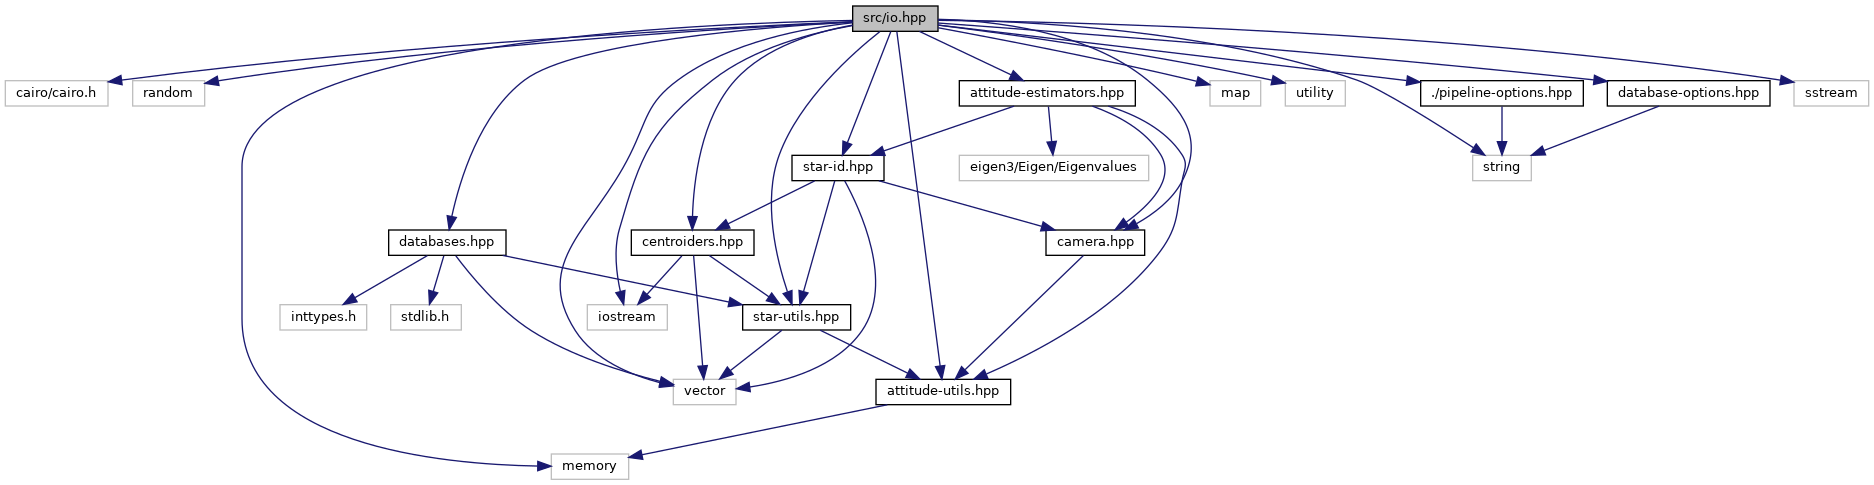 src/io.hpp
cairo/cairo.h
random
attitude-estimators.hpp
map
utility
./pipeline-options.hpp
database-options.hpp
sstream
star-id.hpp
eigen3/Eigen/Eigenvalues
string
databases.hpp
centroiders.hpp
camera.hpp
inttypes.h
stdlib.h
iostream
star-utils.hpp
vector
attitude-utils.hpp
memory